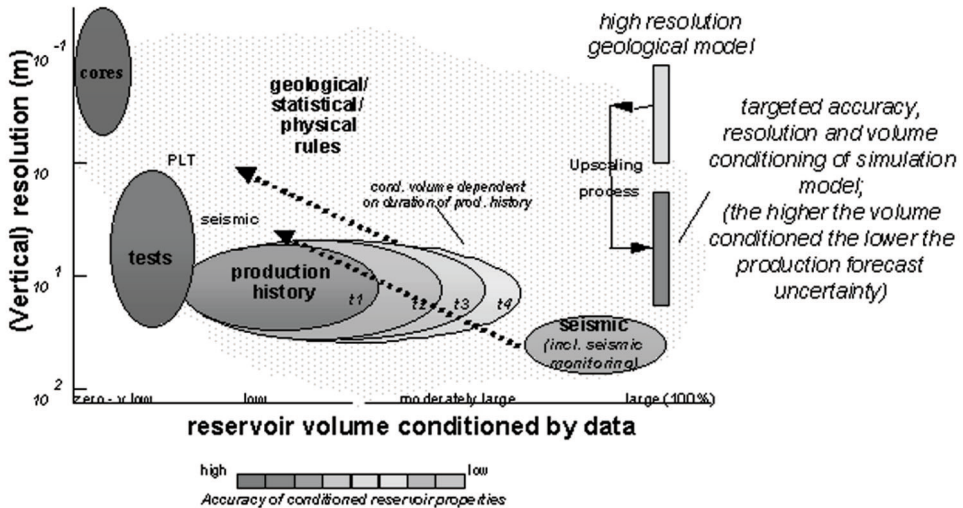 high resolution
geological model
(Vertical) resolution (m)
10 -1
10
10 1
10 2
cores
geological/
statistical/
physical
rules
PLT
seismic
tests
production
history
t1
t2
t3
t4
cond. volume dependent
on duration of prod. history
Upscaling
process
targeted accuracy,
resolution and volume
conditioning of simulation
model;
(the higher the volume
conditioned the lower the
production forecast
uncertainty)
seismic
(incl. seismic
monitoring)
zero - v low
low
moderately large
large (100%)
reservoir volume conditioned by data
high
low
Accuracy of conditioned reservoir properties